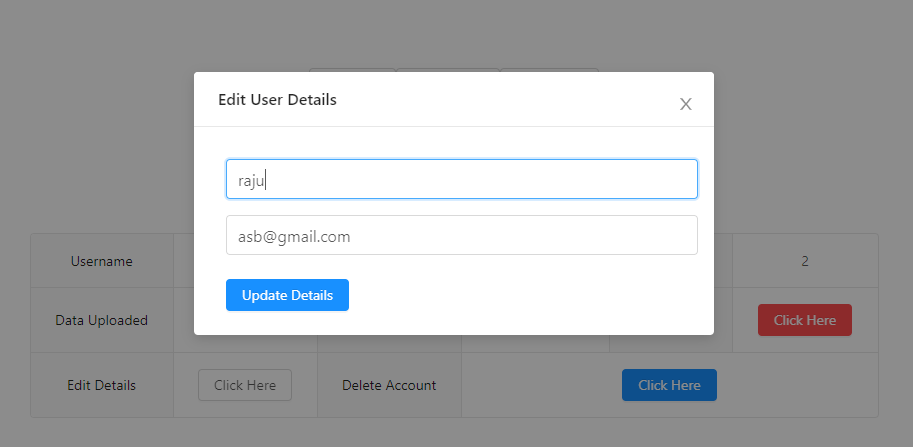 Edit User Details
raju
asb@gmail.com
Update Details
Username
2
Data Uploaded
Click Here
Edit Details
Click Here
Delete Account
Click Here